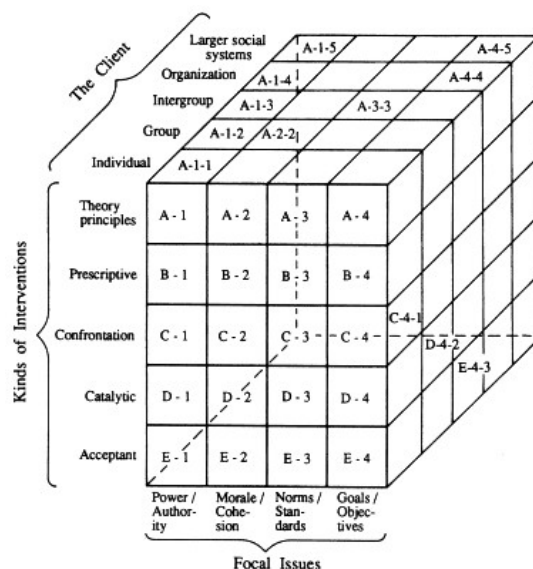 The Client
Larger social
systems
Organization
Intergroup
Group
Individual
A-1-5
A-4-5
A-1-4
A-4-4
A-1-3
A-3-3
A-1-2
A-2-2
A-1-1
Kinds of Interventions
Theory
principles
A - 1
A - 2
A - 3
A - 4
Prescriptive
B - 1
B - 2
B - 3
B - 4
Confrontation
C - 1
C - 2
C - 3
C - 4
C-4-1
D-4-2
E-4-3
Catalytic
D - 1
D - 2
D - 3
D - 4
Acceptant
E - 1
E - 2
E - 3
E - 4
Power /
Author-
ity
Morale /
Cohe-
sion
Norms /
Stan-
dards
Goals /
Objec-
tives
Focal Issues